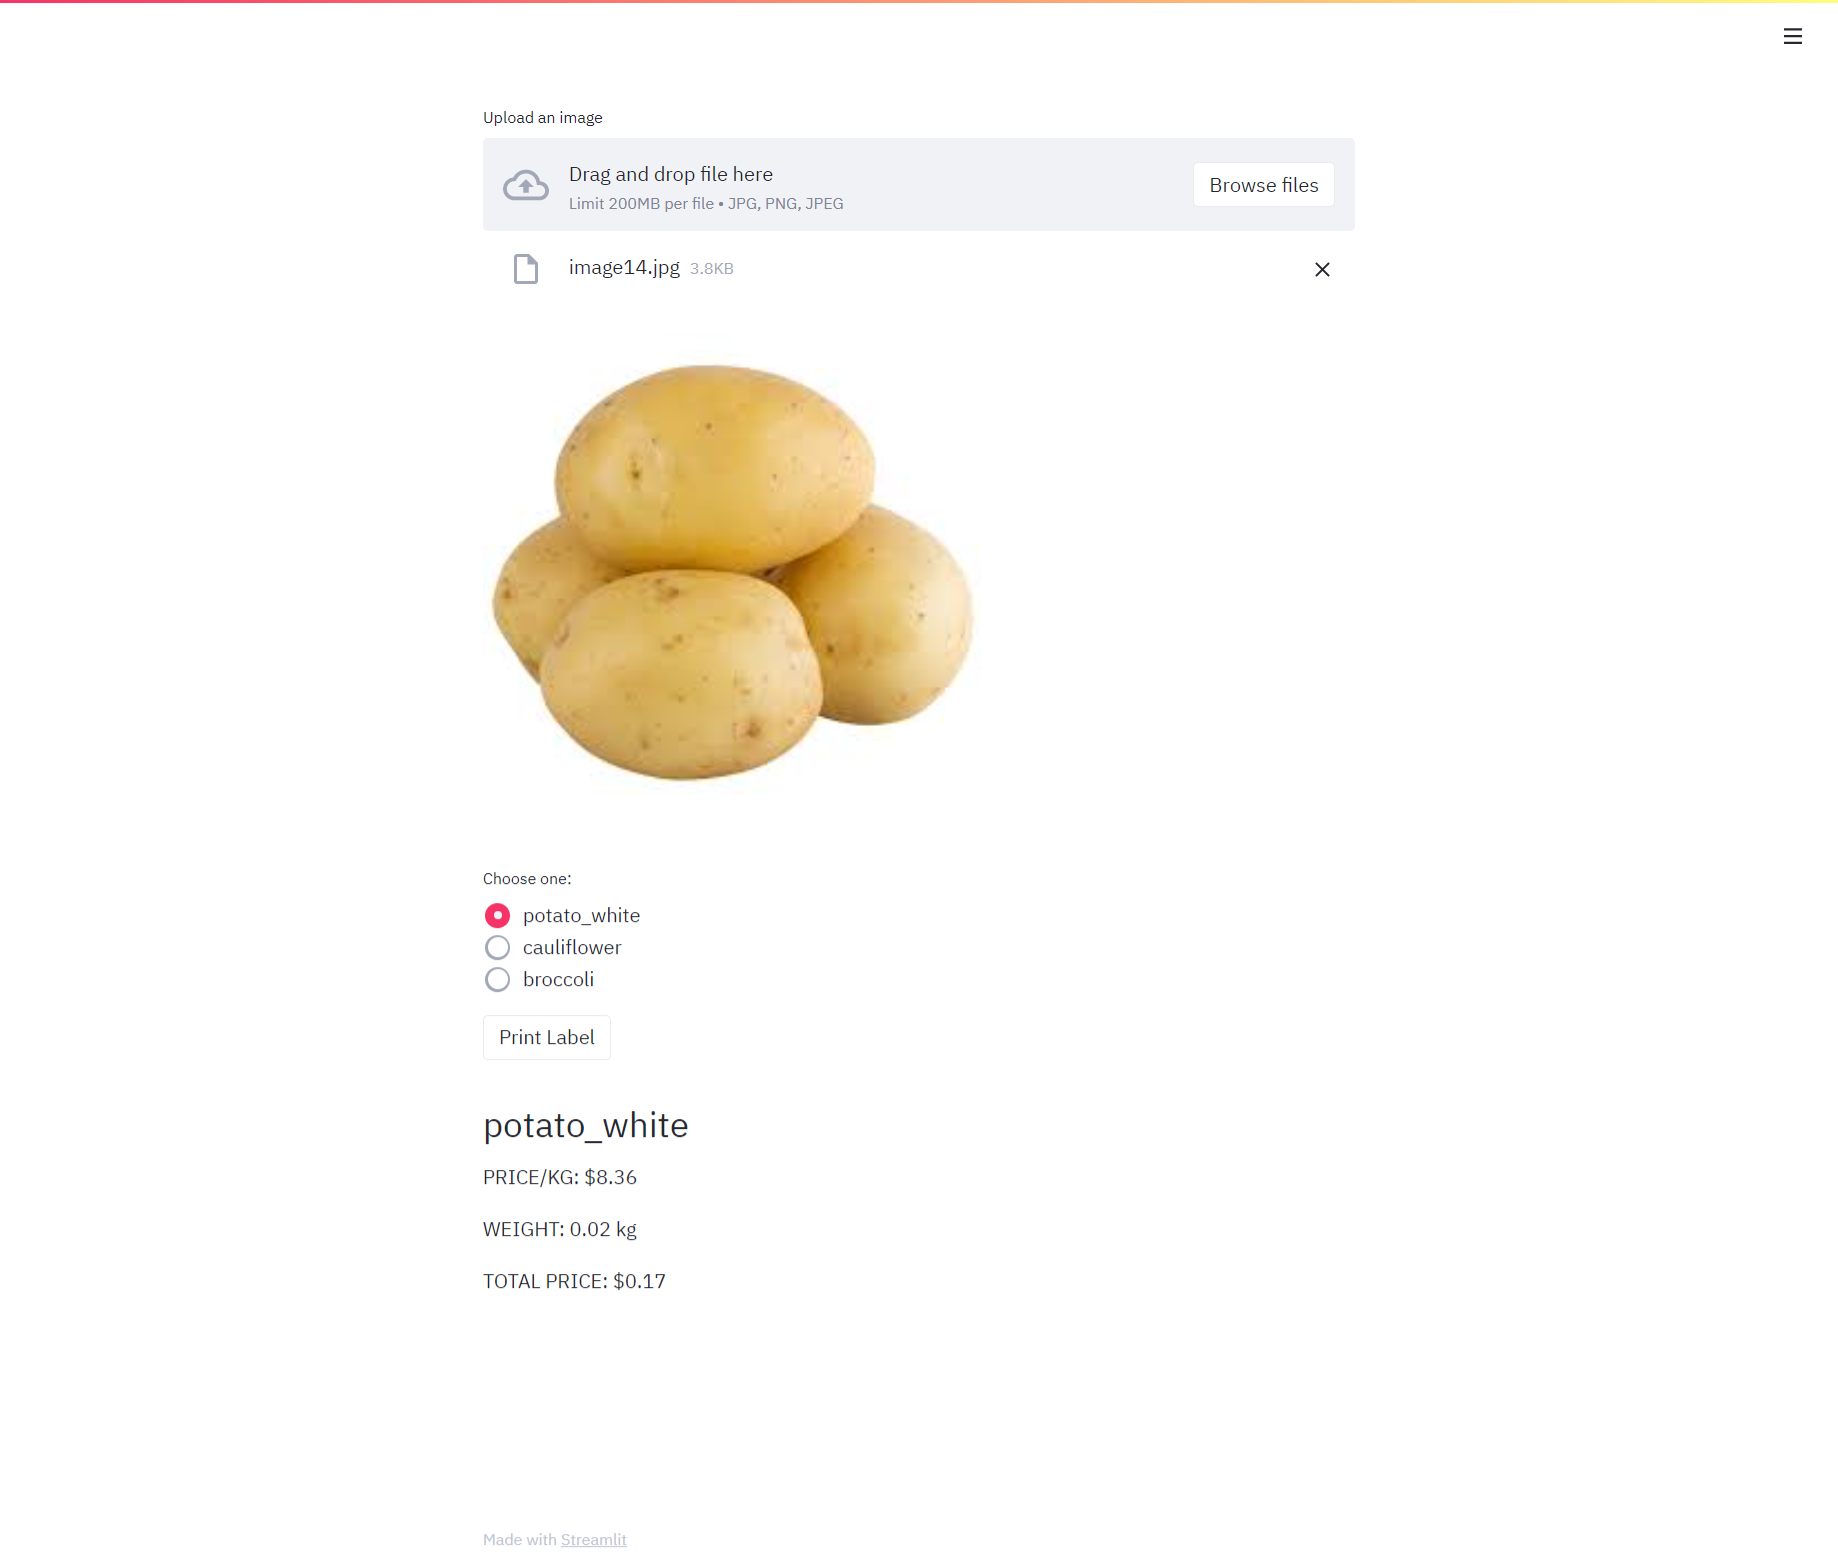 Upload an image
Drag and drop file here
Limit 200MB per file • JPG, PNG, JPEG
Browse files
image14.jpg 3.8KB
Choose one:
potato_white
cauliflower
broccoli
Print Label
potato_white
PRICE/KG: $8.36
WEIGHT: 0.02 kg
TOTAL PRICE: $0.17
Made with Streamlit